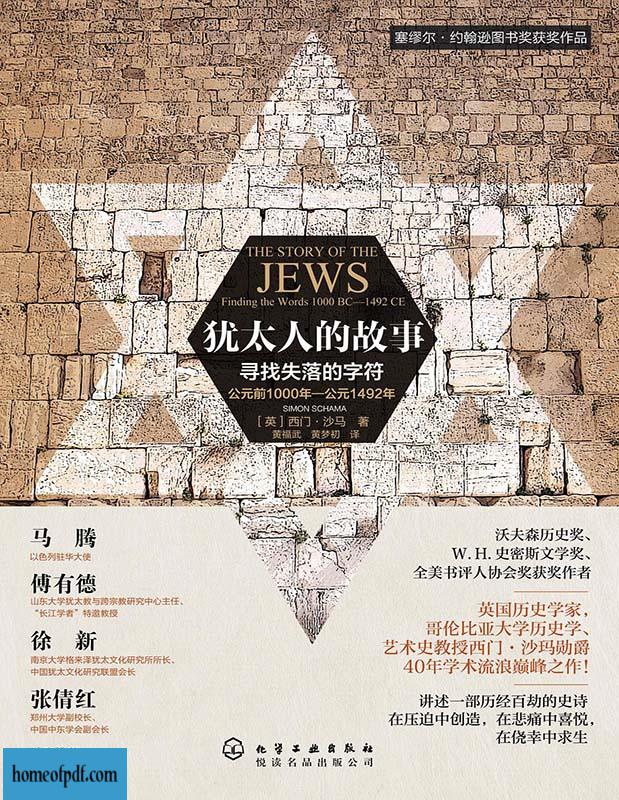 塞缪尔·约翰逊图书奖获奖作品
THE STORY OF THE
JEWS
Finding the Words 1000 BC—1492 CE
犹太人的故事
寻找失落的字符
公元前1000年—公元1492年
SIMON SCHAMA
[英] 西门·沙马 著
黄福武 黄梦初 译
马 腾
以色列驻华大使
傅有德
山东大学犹太教与跨宗教研究中心主任、
“长江学者”特邀教授
徐 新
南京大学格来泽犹太文化研究所所长、
中国犹太文化研究联盟会长
张倩红
郑州大学副校长、
中国中东学会副会长
沃夫森历史奖、
W. H. 史密斯文学奖、
全美书评人协会奖获奖作者
英国历史学家，
哥伦比亚大学历史学、
艺术史教授西门·沙玛勋爵
40年学术流浪巅峰之作！
讲述一部历经百劫的史诗
在压迫中创造，在悲痛中喜悦，
在侥幸中求生
化学工业出版社
悦读名品出版公司
homeofpdf.com